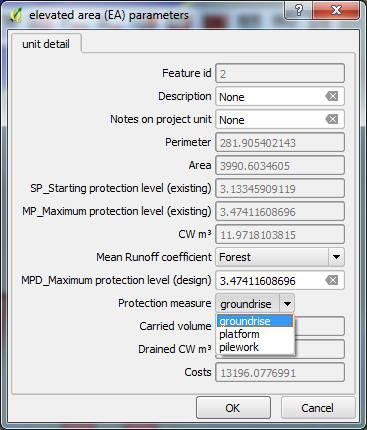 elevated area (EA) parameters
unit detail
Feature id 2
Description None
Notes on project unit None
Perimeter 281.905402143
Area 3990.6034605
SP_Starting protection level (existing) 3.13345909119
MP_Maximum protection level (existing) 3.47411608696
CW m³ 11.9718103815
Mean Runoff coefficient Forest
MPD_Maximum protection level (design) 3.47411608696
Protection measure groundrise
groundrise
Carried volume
platform
pilework
Drained CW m³
Costs 13196.0776991
OK Cancel